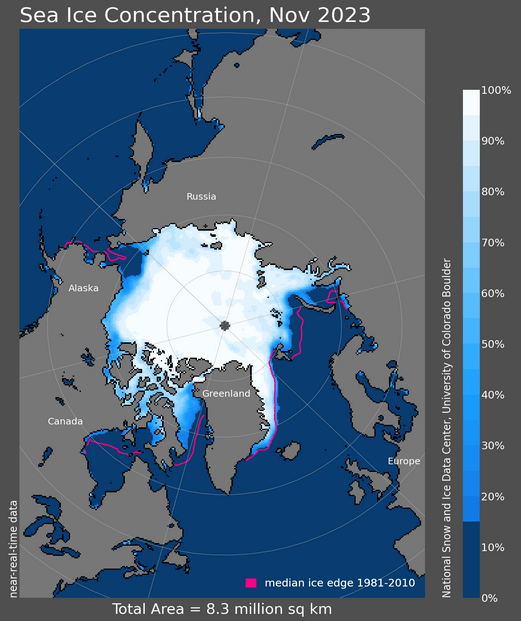 Sea Ice Concentration, Nov 2023
Russia
Alaska
Greenland
Canada
Europe
near-real-time data
median ice edge 1981-2010
Total Area = 8.3 million sq km
100%
90%
80%
70%
60%
50%
40%
30%
20%
10%
0%
National Snow and Ice Data Center, University of Colorado Boulder